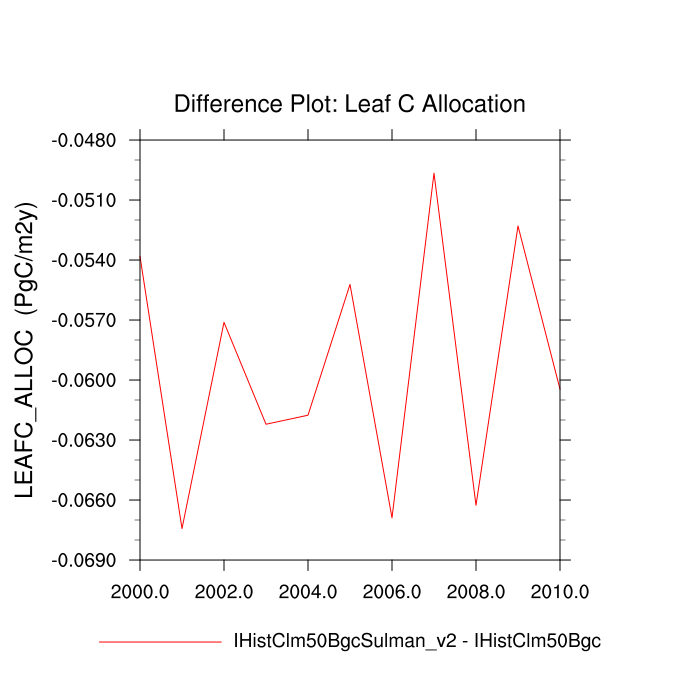 Difference Plot: Leaf C Allocation
-0.0480
-0.0510
-0.0540
-0.0570
-0.0600
-0.0630
-0.0660
-0.0690
LEAFC_ALLOC (PgC/m2y)
2000.0 2002.0 2004.0 2006.0 2008.0 2010.0
IHistClm50BgcSulman_v2 - IHistClm50Bgc